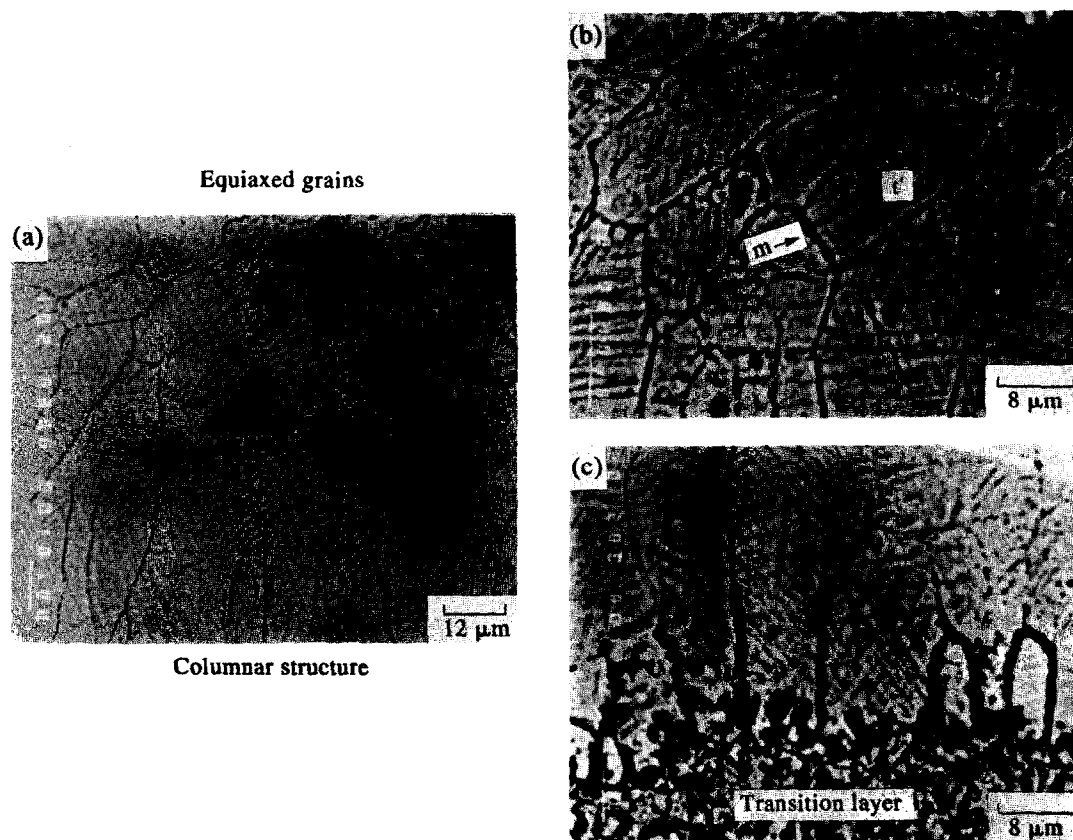 Equiaxed grains
(a)
12 μm
Columnar structure
(b)
m→
8 μm
(c)
Transition layer
8 μm